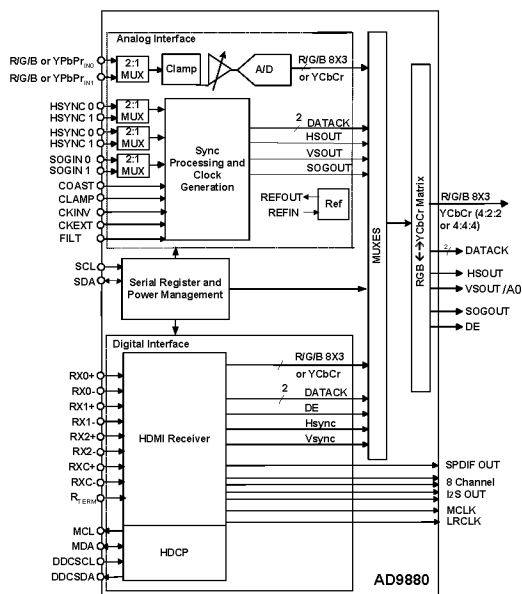 Analog Interface
R/G/B or YPbPr IN0
R/G/B or YPbPr IN1
2:1
MUX
Clamp
A/D
R/G/B 8X3
or YCbCr
HSYNC 0
HSYNC 1
2:1
MUX
HSYNC 0
HSYNC 1
2:1
MUX
SOGIN 0
SOGIN 1
2:1
MUX
COAST
CLAMP
CKINV
CKEXT
FILT
Sync
Processing and
Clock
Generation
2
DATACK
HSOUT
VSOUT
SOGOUT
REFOUT
REFIN
Ref
MUXES
RGB ↔ YCbCr Matrix
R/G/B 8X3
YCbCr (4:2:2
or 4:4:4)
2
DATACK
HSOUT
VSOUT/A0
SOGOUT
DE
SCL
SDA
Serial Register and
Power Management
Digital Interface
RX0+
RX0-
RX1+
RX1-
RX2+
RX2-
RXC+
RXC-
RTERM
HDMI Receiver
R/G/B 8X3
or YCbCr
2
DATACK
DE
Hsync
Vsync
SPDIF OUT
8 Channel
I2S OUT
MCLK
LRCLK
MCL
MDA
DDCSCL
DDCSDA
HDCP
AD9880